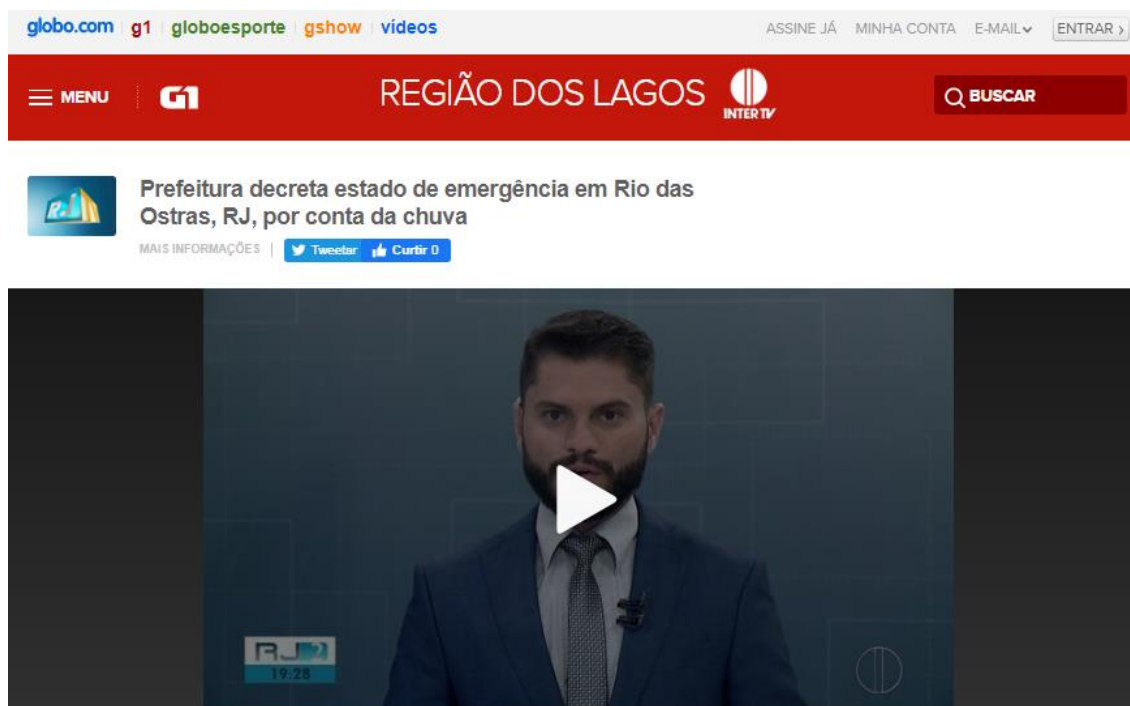 globo.com g1 globoesporte gshow vídeos ASSINE JÁ MINHA CONTA E-MAIL ENTRAR ›
MENU G1 REGIÃO DOS LAGOS INTER TV BUSCAR
Prefeitura decreta estado de emergência em Rio das
Ostras, RJ, por conta da chuva
RJ
MAIS INFORMAÇÕES | Tweetar Curtir 0
RJ2
19:28